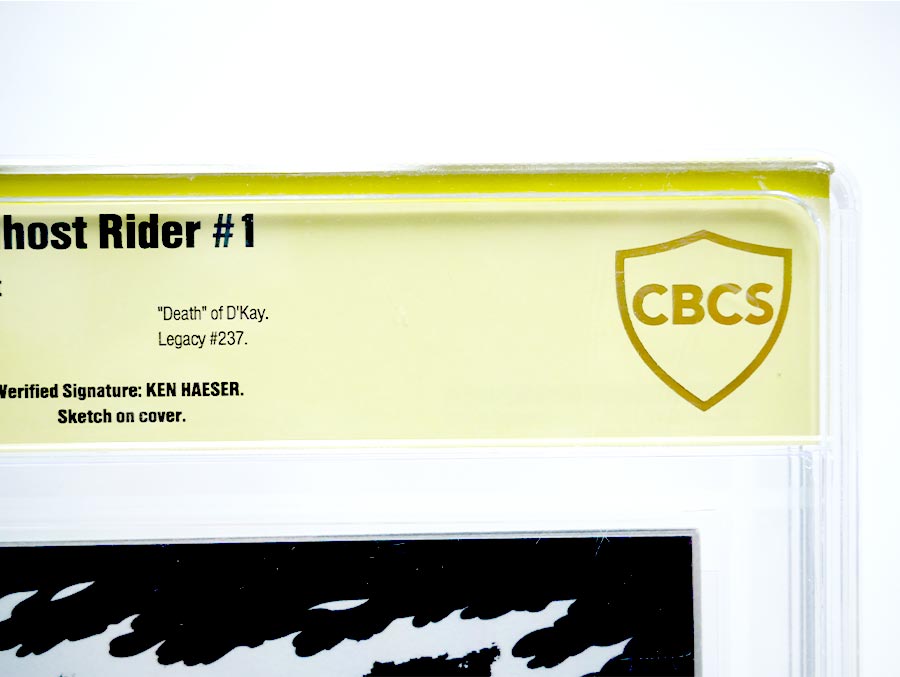 host Rider #1
"Death" of D'Kay.
Legacy #237.
CBCS
Verified Signature: KEN HAESER.
Sketch on cover.